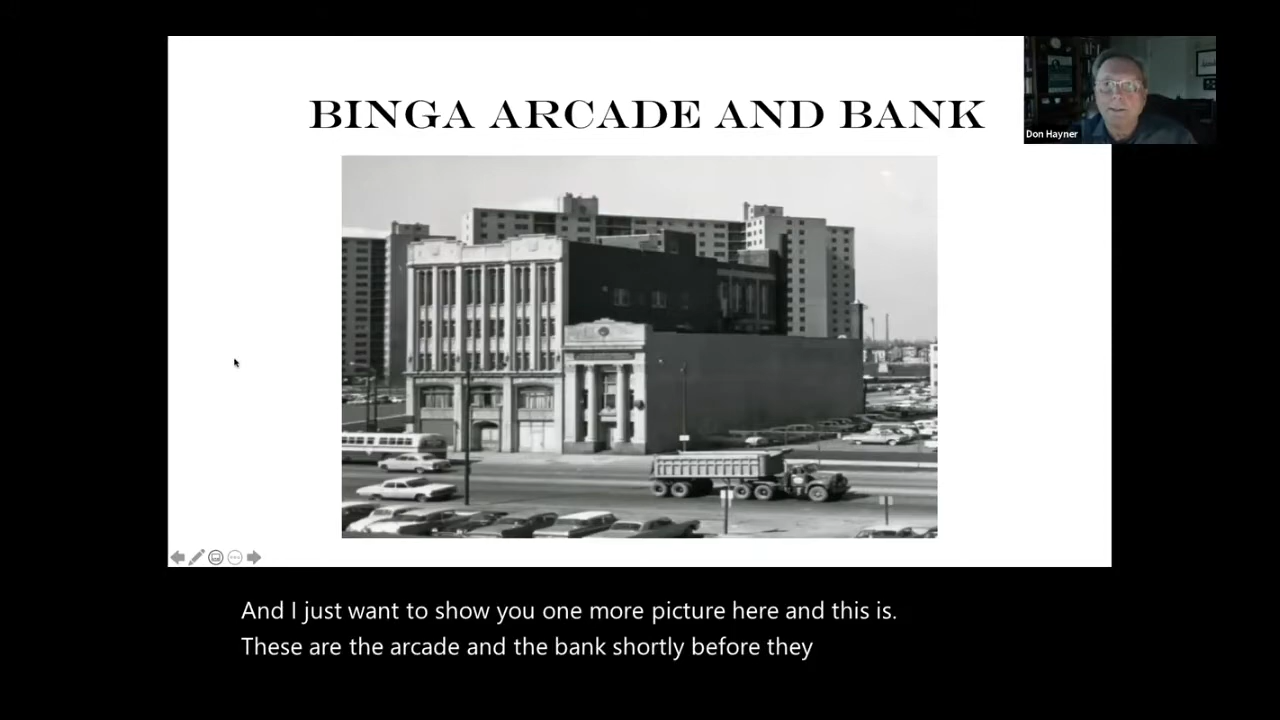 BINGA ARCADE AND BANK
Don Hayner
And I just want to show you one more picture here and this is.
These are the arcade and the bank shortly before they